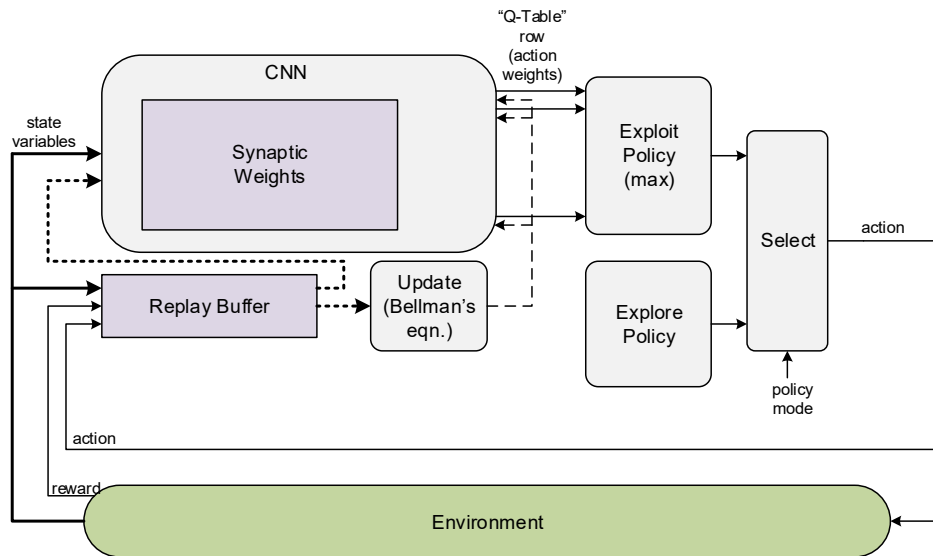 “Q-Table”
row
(action
weights)
CNN
state
variables
Synaptic
Weights
Exploit
Policy
(max)
Select
action
Replay Buffer
Update
(Bellman’s
eqn.)
Explore
Policy
policy
mode
action
reward
Environment